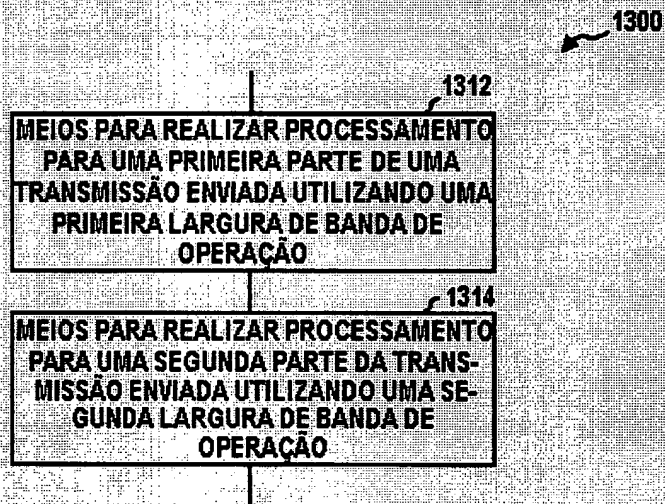 1300
1312
MEIOS PARA REALIZAR PROCESSAMENTO
PARA UMA PRIMEIRA PARTE DE UMA
TRANSMISSÃO ENVIADA UTILIZANDO UMA
PRIMEIRA LARGURA DE BANDA DE
OPERAÇÃO
1314
MEIOS PARA REALIZAR PROCESSAMENTO
PARA UMA SEGUNDA PARTE DA TRANS-
MISSÃO ENVIADA UTILIZANDO UMA SE-
GUNDA LARGURA DE BANDA DE
OPERAÇÃO